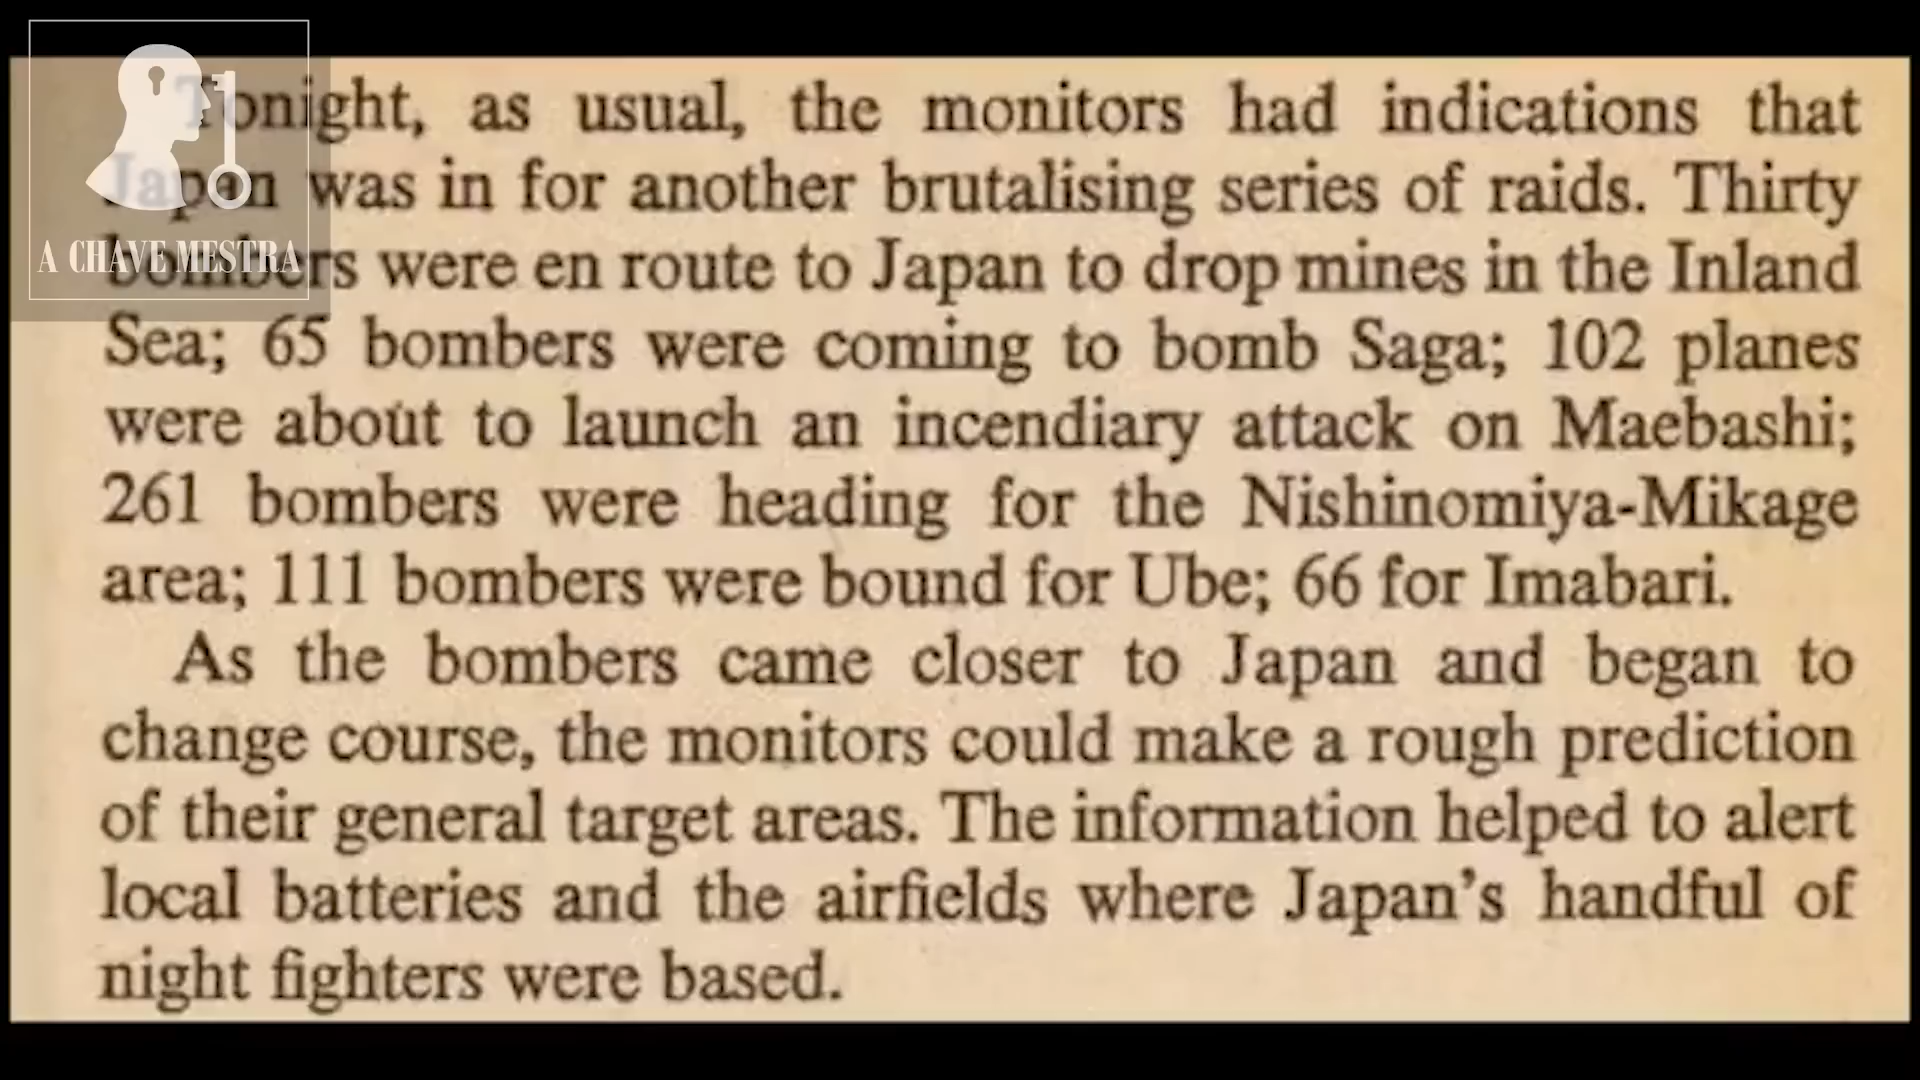 A CHAVE MESTRA
Tonight, as usual, the monitors had indications that
Japan was in for another brutalising series of raids. Thirty
bombers were en route to Japan to drop mines in the Inland
Sea; 65 bombers were coming to bomb Saga; 102 planes
were about to launch an incendiary attack on Maebashi;
261 bombers were heading for the Nishinomiya-Mikage
area; 111 bombers were bound for Ube; 66 for Imabari.
As the bombers came closer to Japan and began to
change course, the monitors could make a rough prediction
of their general target areas. The information helped to alert
local batteries and the airfields where Japan's handful of
night fighters were based.